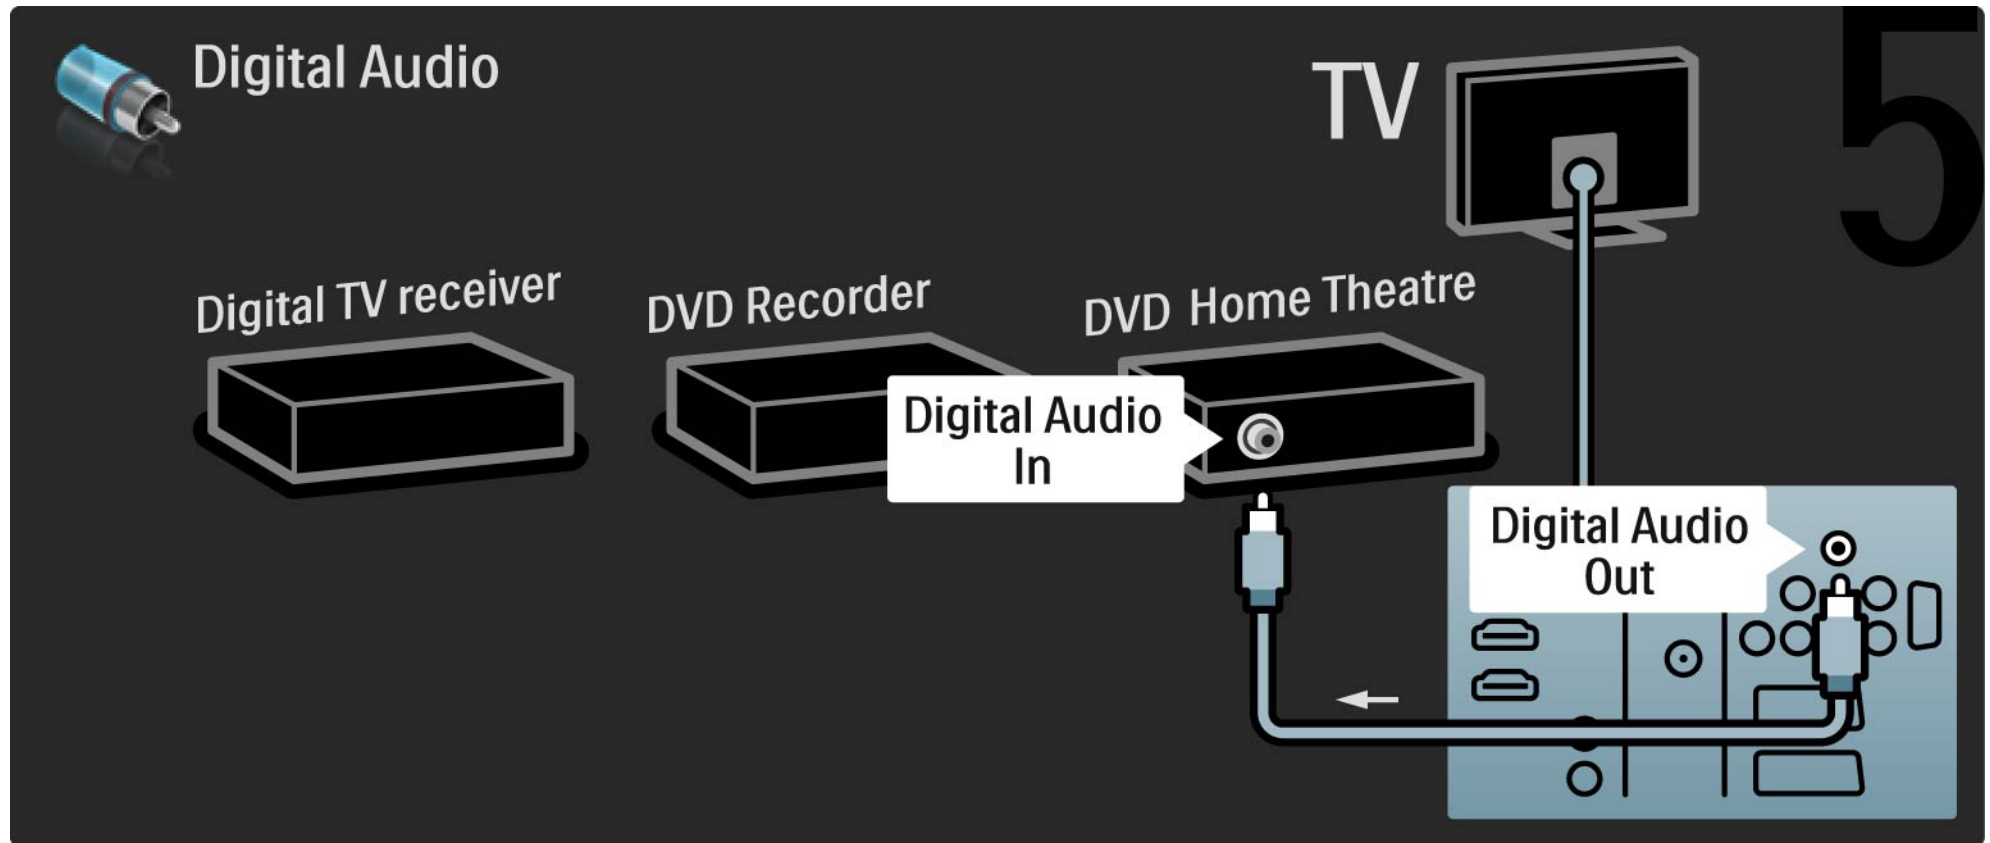 Digital Audio
TV
5
Digital TV receiver
DVD Recorder
DVD Home Theatre
Digital Audio
In
Digital Audio
Out